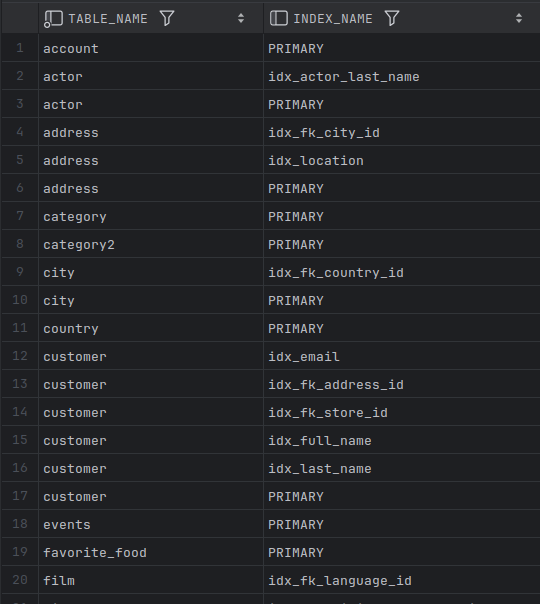 TABLE_NAME INDEX_NAME
1 account PRIMARY
2 actor idx_actor_last_name
3 actor PRIMARY
4 address idx_fk_city_id
5 address idx_location
6 address PRIMARY
7 category PRIMARY
8 category2 PRIMARY
9 city idx_fk_country_id
10 city PRIMARY
11 country PRIMARY
12 customer idx_email
13 customer idx_fk_address_id
14 customer idx_fk_store_id
15 customer idx_full_name
16 customer idx_last_name
17 customer PRIMARY
18 events PRIMARY
19 favorite_food PRIMARY
20 film idx_fk_language_id